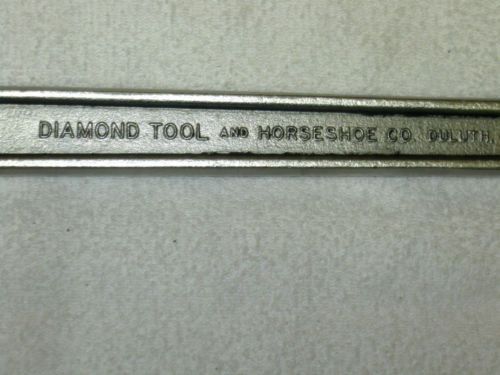 DIAMOND TOOL AND HORSESHOE CO. DULUTH,